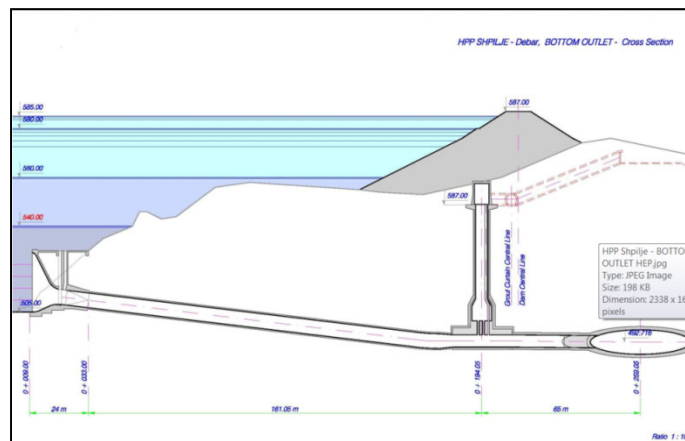 HPP SHPILJE - Debar, BOTTOM OUTLET - Cross Section
585.00
580.00
587.00
560.00
587.00
540.00
505.00
Grout Curtain Central Line
Dam Central Line
HPP Shpilje - BOTTO
OUTLET HEP.jpg
Type: JPEG Image
Size: 198 KB
Dimension: 2338 x 16
pixels
492.718
0 + 009.00
0 + 033.00
0 + 194.05
0 + 259.05
24 m
161.05 m
65 m
Ratio 1 : 10